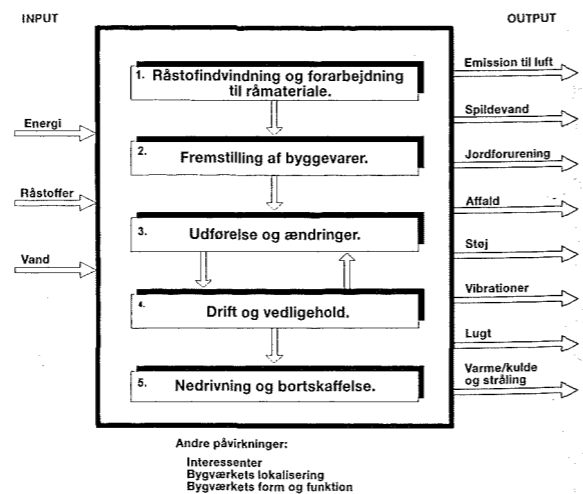 INPUT
OUTPUT
Energi
Råstoffer
Vand
1. Råstofindvindning og forarbejdning
til råmateriale.
2. Fremstilling af byggevarer.
3. Udførelse og ændringer.
4. Drift og vedligehold.
5. Nedrivning og bortskaffelse.
Emission til luft
Spildevand
Jordforurening
Affald
Støj
Vibrationer
Lugt
Varme/kulde
og stråling
Andre påvirkninger:
Interessenter
Bygværkets lokalisering
Bygværkets form og funktion